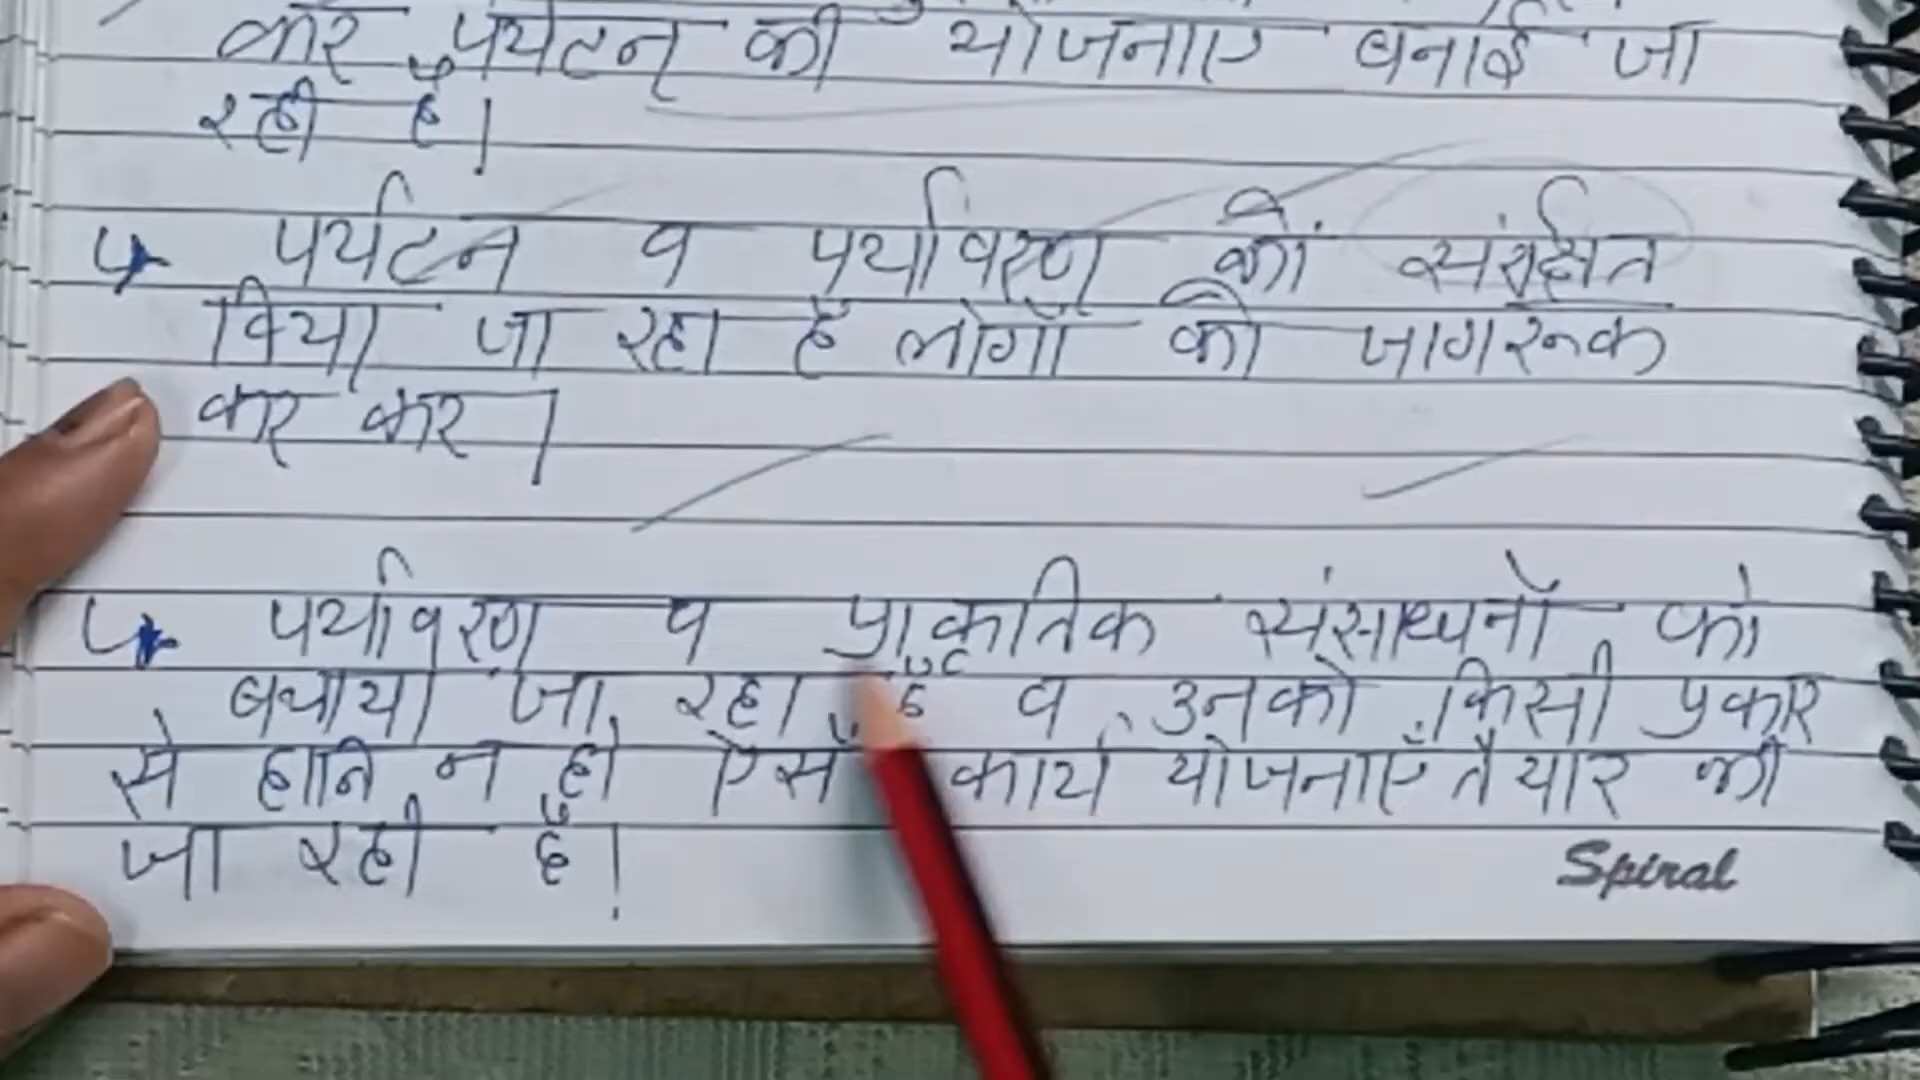 कर पर्यटन की योजनाएं बनाई जा
रही है।
पर्यटन व पर्यावरण को संरक्षित
किया जा रहा है लोगों को जागरूक
कर कर।
पर्यावरण व प्राकृतिक संसाधनों को
बचाया जा रहा है व उनको किसी प्रकार
से हानि न हो ऐसी कार्य योजनाएँ तैयार की
जा रही है।
Spiral